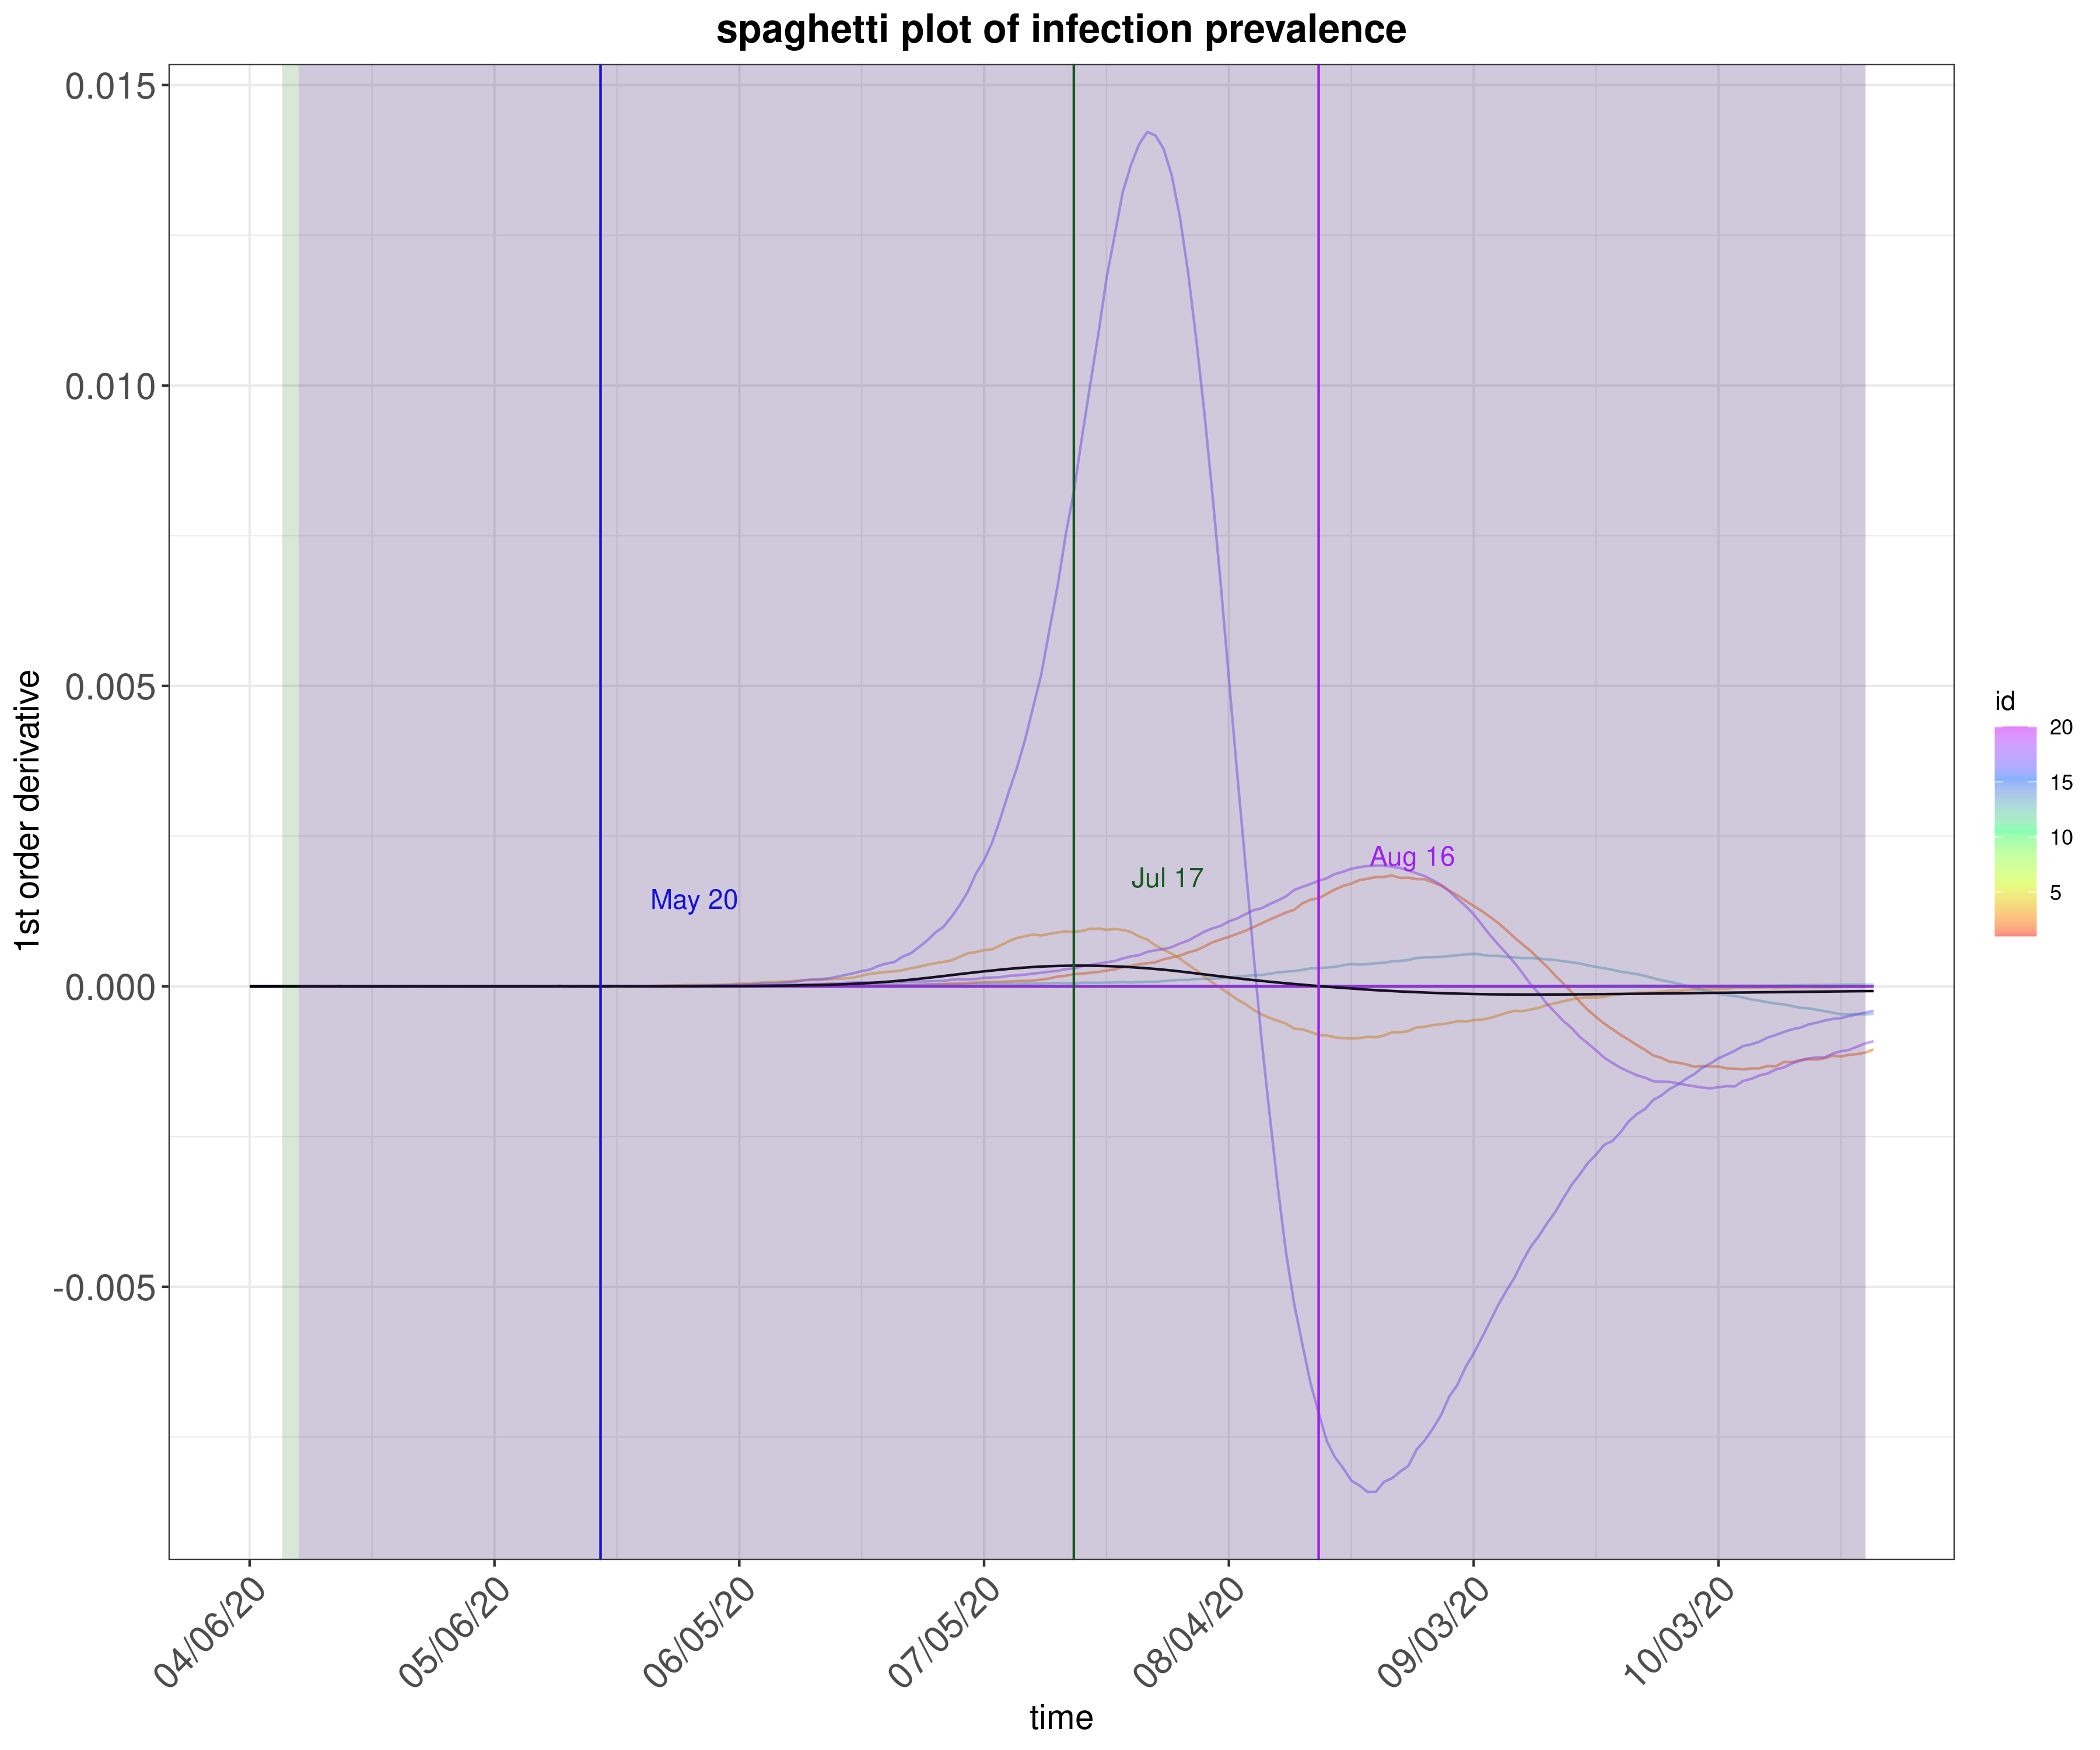 spaghetti plot of infection prevalence
0.015
0.010
0.005
0.000
-0.005
1st order derivative
May 20
Jul 17
Aug 16
04/06/20
05/06/20
06/05/20
07/05/20
08/04/20
09/03/20
10/03/20
time
id
20
15
10
5